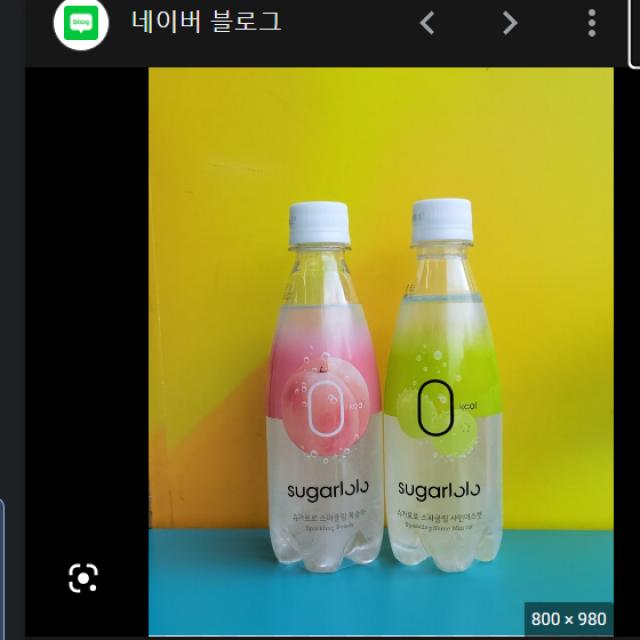 blog
네이버 블로그
0
kcal
sugarlolo
슈가로로 스파클링 복숭아
Sparkling Peach
0
kcal
sugarlolo
슈가로로 스파클링 샤인머스캣
Sparkling Shine Muscat
800 × 980